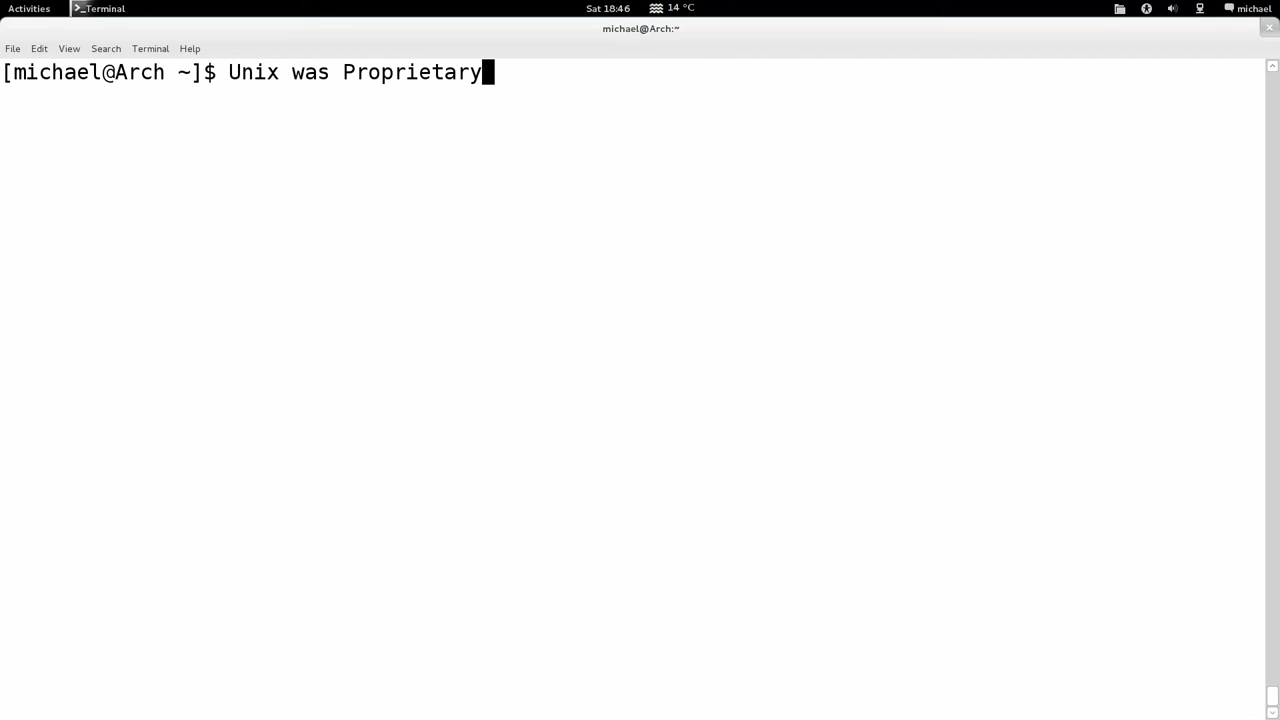 Activities >_Terminal Sat 18:46 14 °C michael
michael@Arch:~
File Edit View Search Terminal Help
[michael@Arch ~]$ Unix was Proprietary